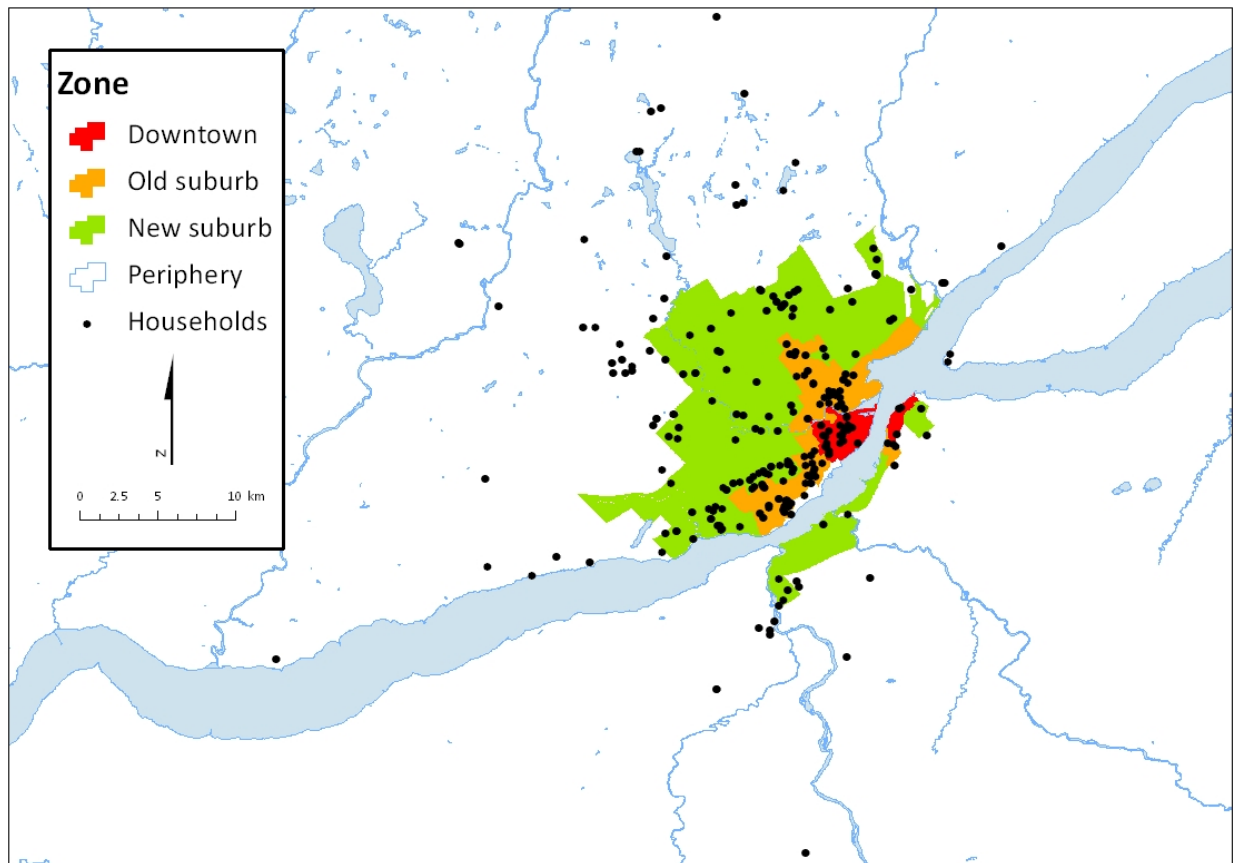 Zone
Downtown
Old suburb
New suburb
Periphery
Households
N
0 2.5 5 10 km